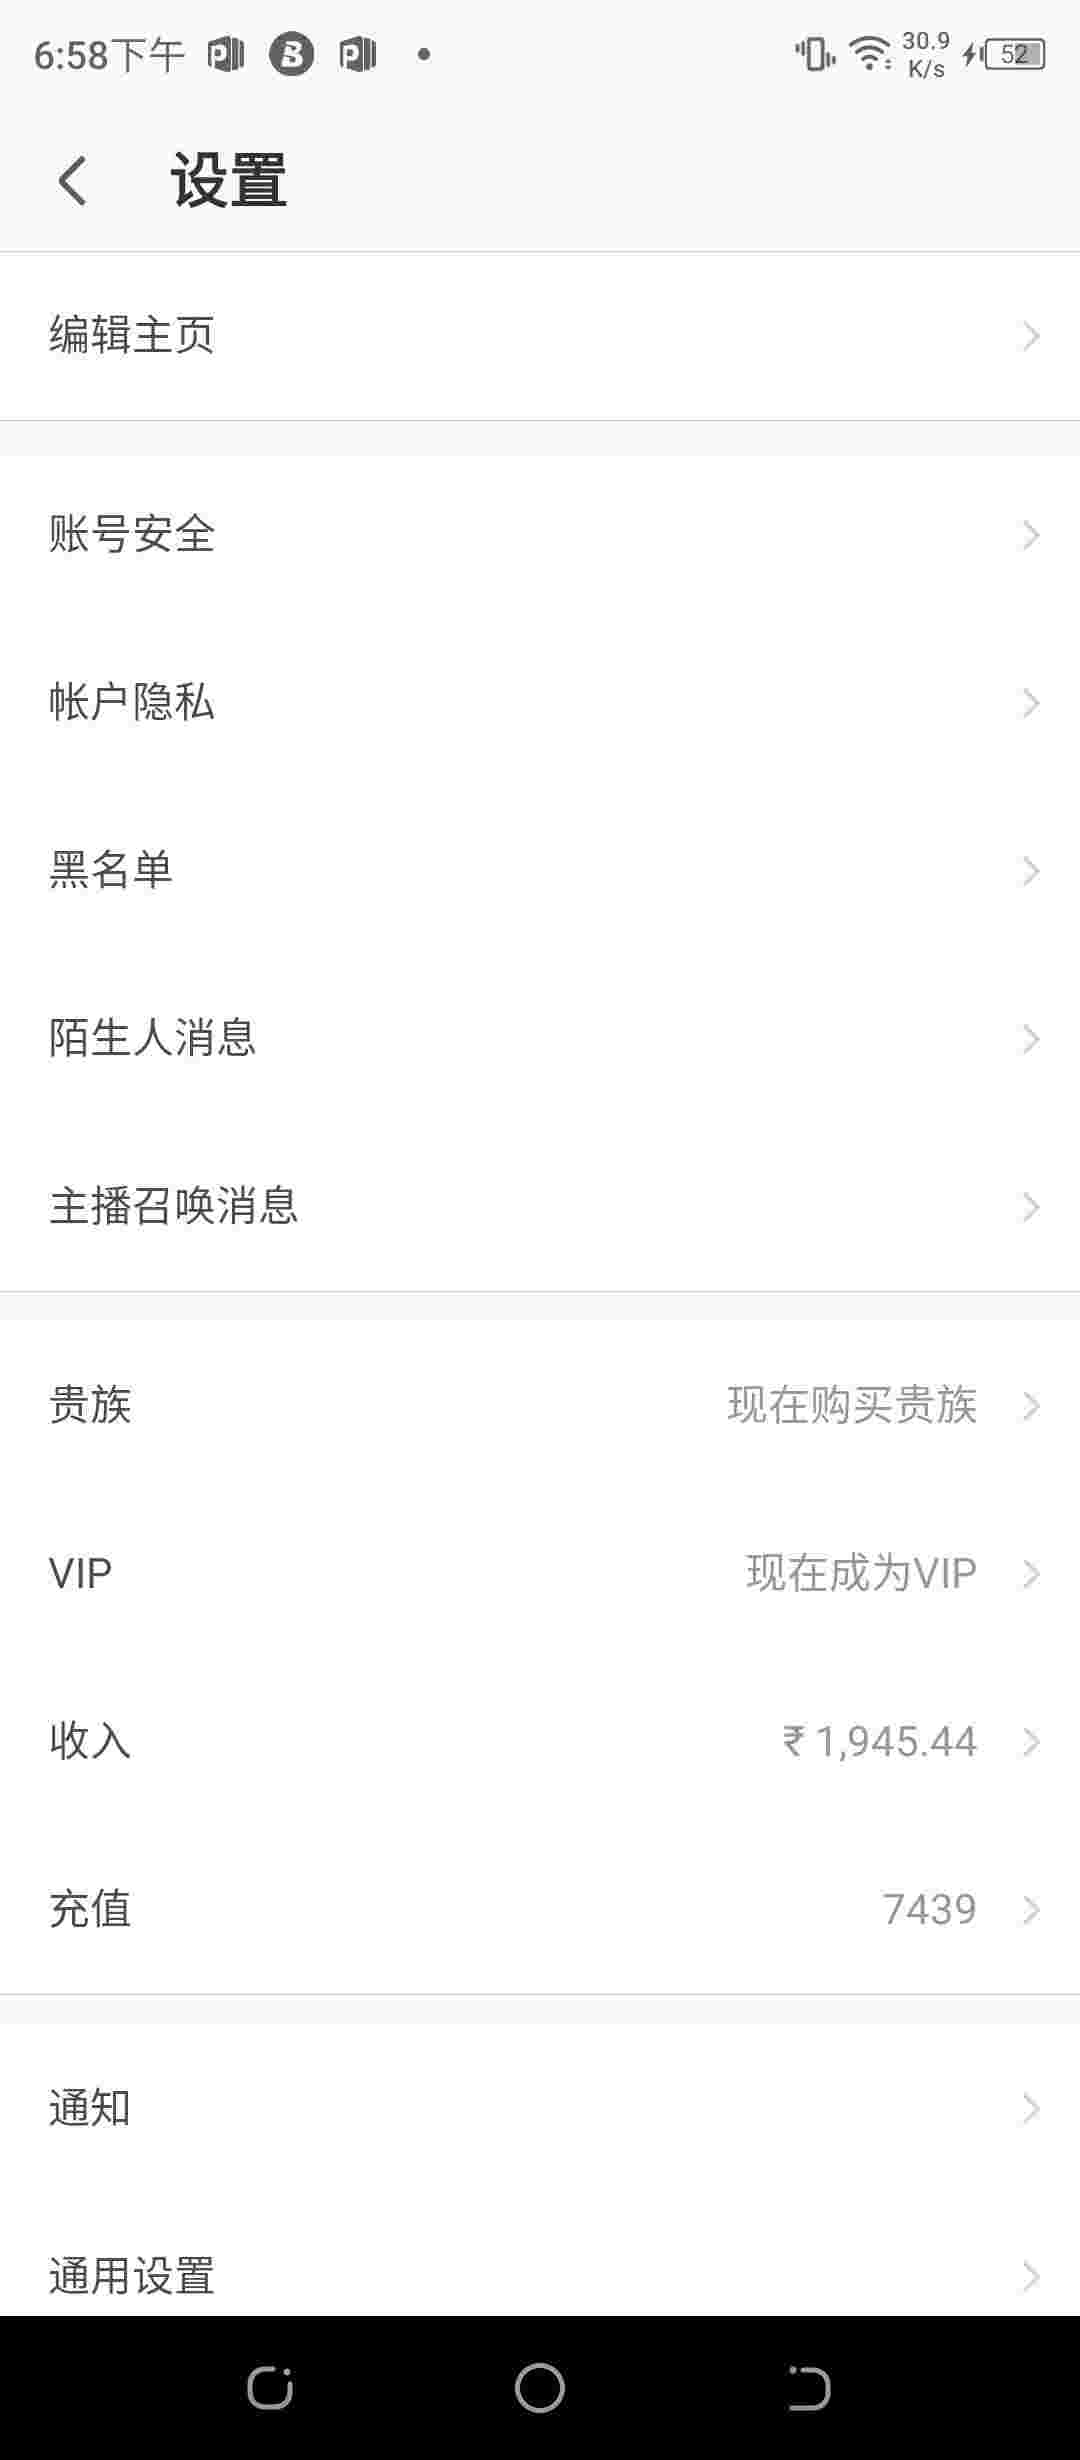 6:58下午
30.9
K/s
52
设置
编辑主页
账号安全
帐户隐私
黑名单
陌生人消息
主播召唤消息
贵族 现在购买贵族
VIP 现在成为VIP
收入 ₹ 1,945.44
充值 7439
通知
通用设置